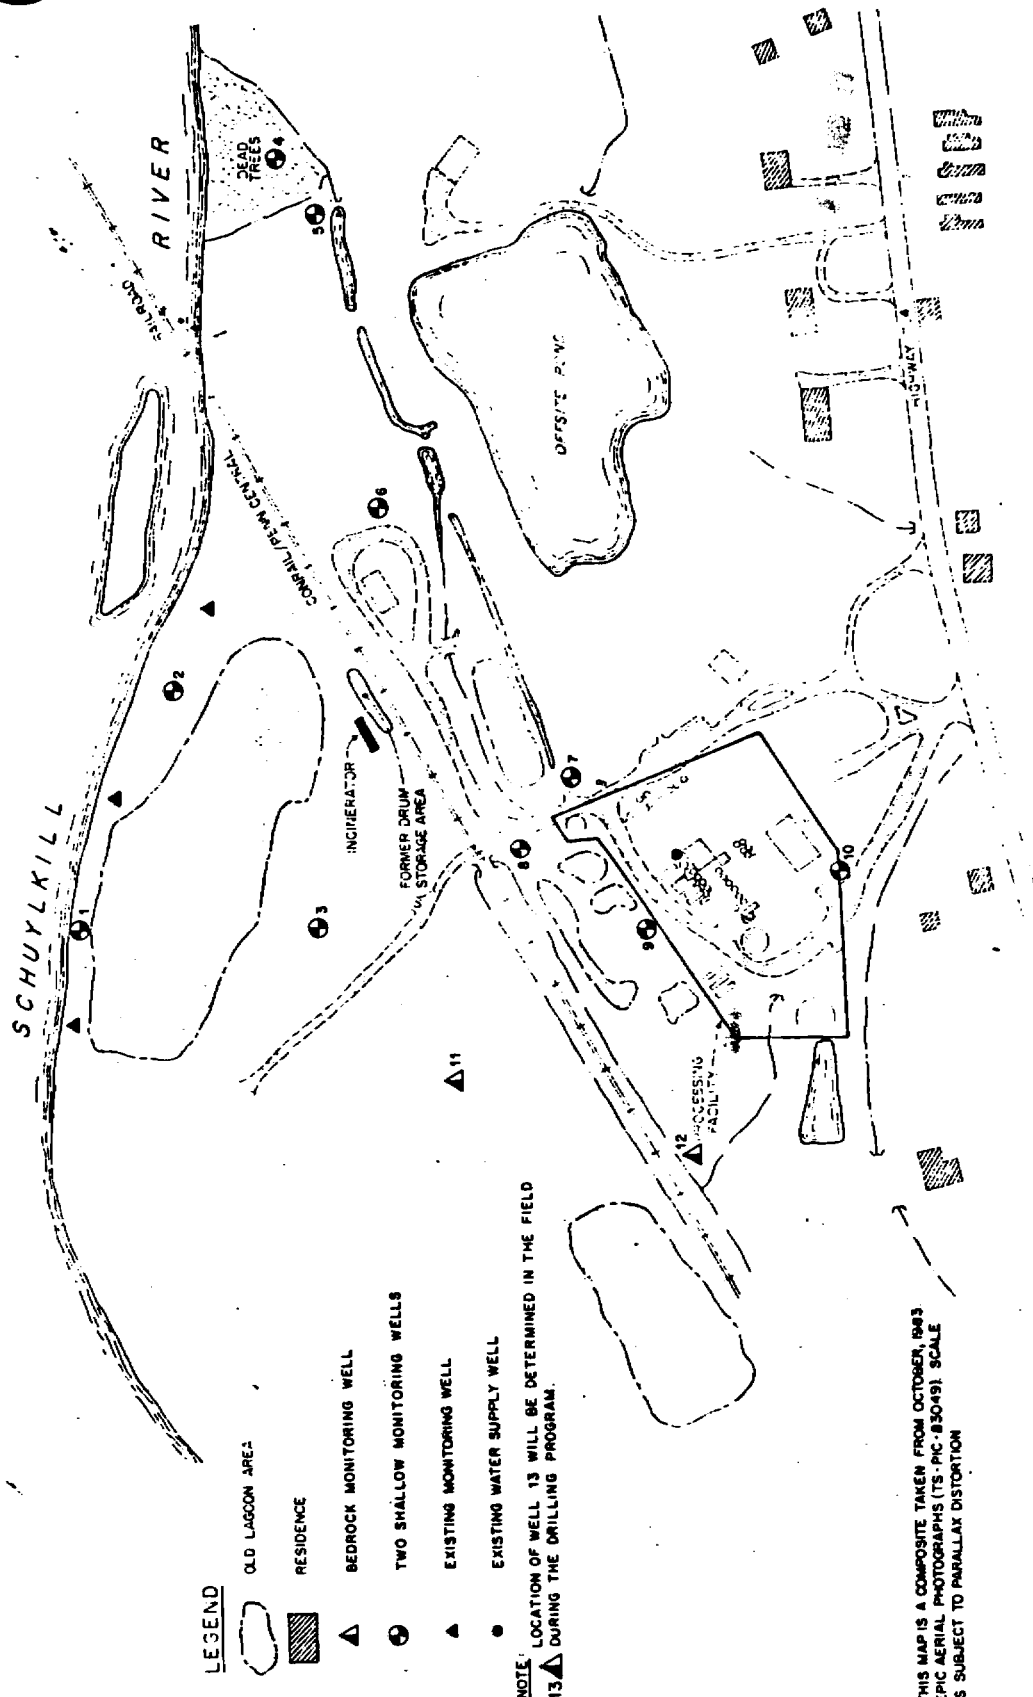 SCHUYLKILL
RIVER
RAILROAD
CONRAIL/PENN CENTRAL
DEAD
TREES
4
5
6
2
1
3
INCINERATOR
FORMER DRUM
STORAGE AREA
OFFSITE POND
HIGHWAY
7
8
9
10
11
12
PROCESSING
FACILITY
LEGEND
OLD LAGOON AREA
RESIDENCE
BEDROCK MONITORING WELL
TWO SHALLOW MONITORING WELLS
EXISTING MONITORING WELL
EXISTING WATER SUPPLY WELL
NOTE: LOCATION OF WELL 13 WILL BE DETERMINED IN THE FIELD
13 DURING THE DRILLING PROGRAM.
THIS MAP IS A COMPOSITE TAKEN FROM OCTOBER, 1983
EPIC AERIAL PHOTOGRAPHS (TS-PIC-83049). SCALE
IS SUBJECT TO PARALLAX DISTORTION